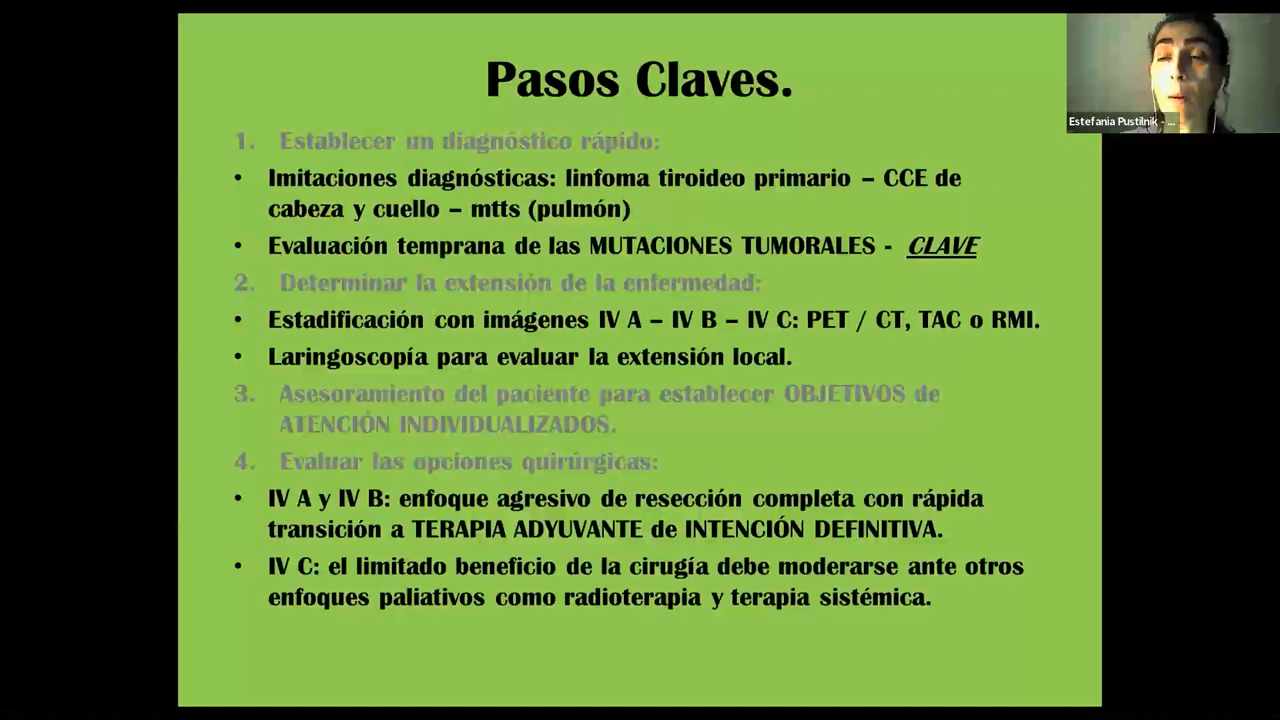 Pasos Claves.
Estefania Pustilnik - ...
1. Establecer un diagnóstico rápido:
• Imitaciones diagnósticas: linfoma tiroideo primario – CCE de
cabeza y cuello – mtts (pulmón)
• Evaluación temprana de las MUTACIONES TUMORALES - CLAVE
2. Determinar la extensión de la enfermedad:
• Estadificación con imágenes IV A – IV B – IV C: PET / CT, TAC o RMI.
• Laringoscopía para evaluar la extensión local.
3. Asesoramiento del paciente para establecer OBJETIVOS de
ATENCIÓN INDIVIDUALIZADOS.
4. Evaluar las opciones quirúrgicas:
• IV A y IV B: enfoque agresivo de resección completa con rápida
transición a TERAPIA ADYUVANTE de INTENCIÓN DEFINITIVA.
• IV C: el limitado beneficio de la cirugía debe moderarse ante otros
enfoques paliativos como radioterapia y terapia sistémica.